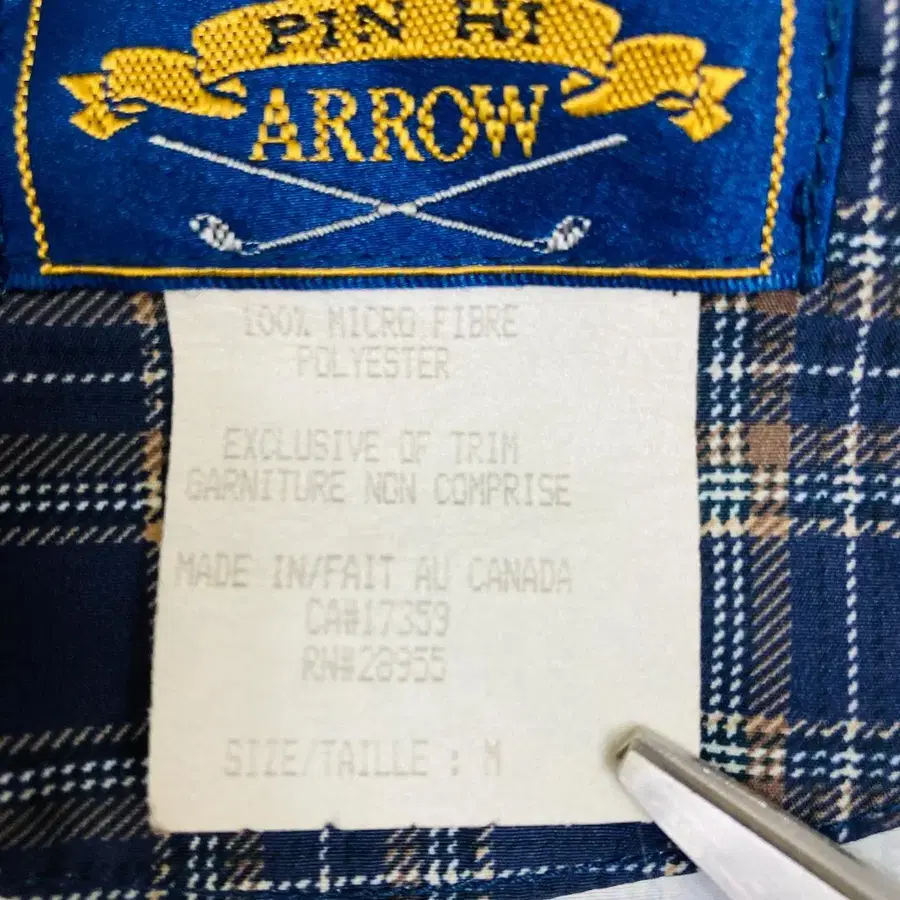 PIN HI
ARROW
100% MICRO FIBRE
POLYESTER
EXCLUSIVE OF TRIM
GARNITURE NON COMPRISE
MADE IN/FAIT AU CANADA
CA#17359
RN#28955
SIZE/TAILLE : M